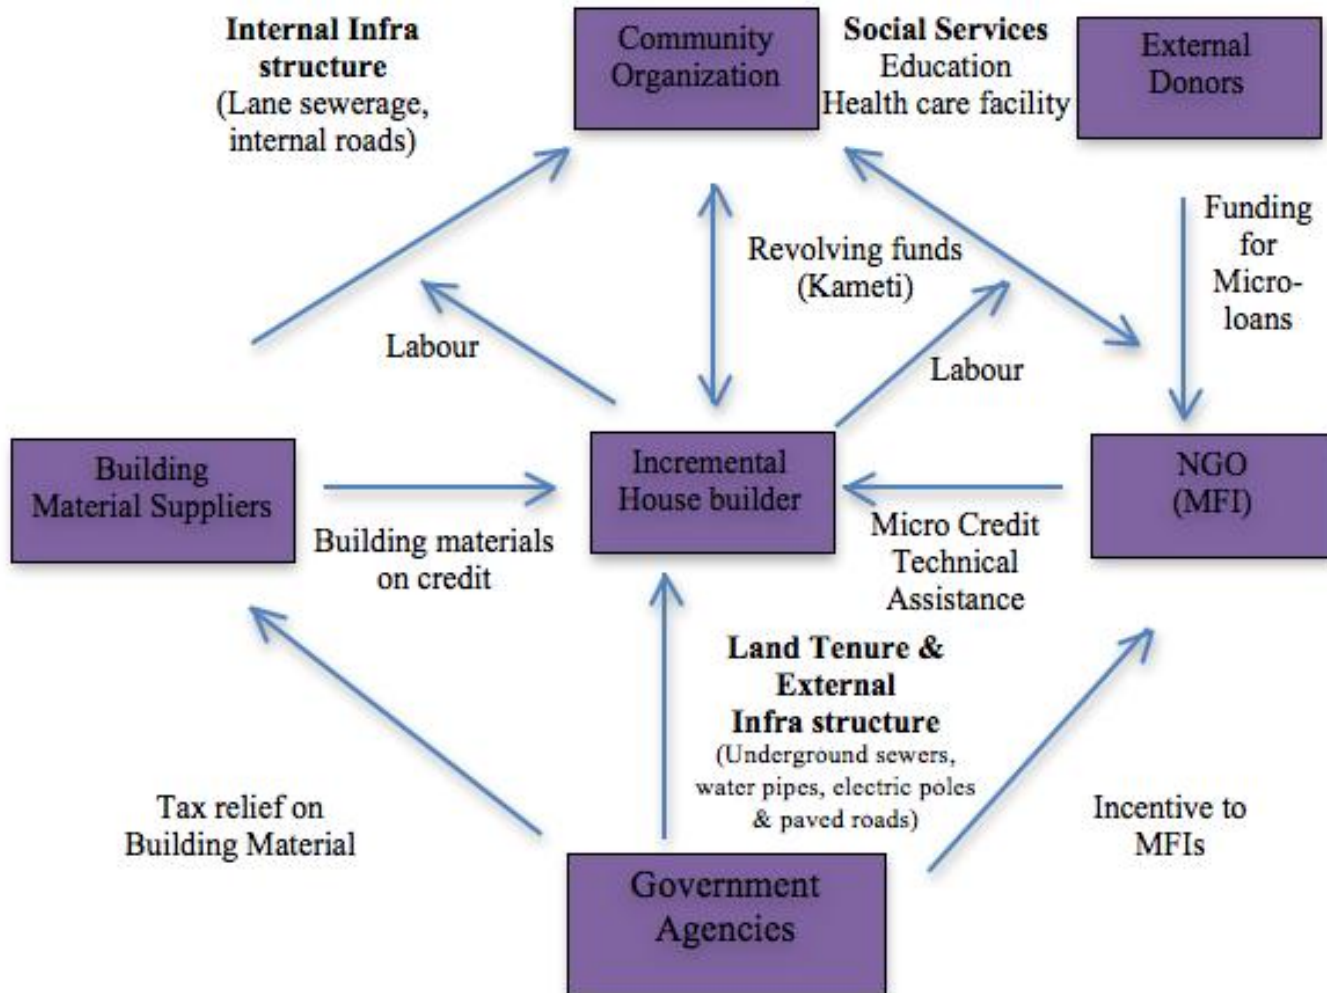 Internal Infra
structure
(Lane sewerage,
internal roads)
Community
Organization
Social Services
Education
Health care facility
External
Donors
Revolving funds
(Kameti)
Funding
for
Micro-
loans
Labour
Labour
Building
Material Suppliers
Incremental
House builder
NGO
(MFI)
Building materials
on credit
Micro Credit
Technical
Assistance
Land Tenure &
External
Infra structure
(Underground sewers,
water pipes, electric poles
& paved roads)
Tax relief on
Building Material
Incentive to
MFIs
Government
Agencies